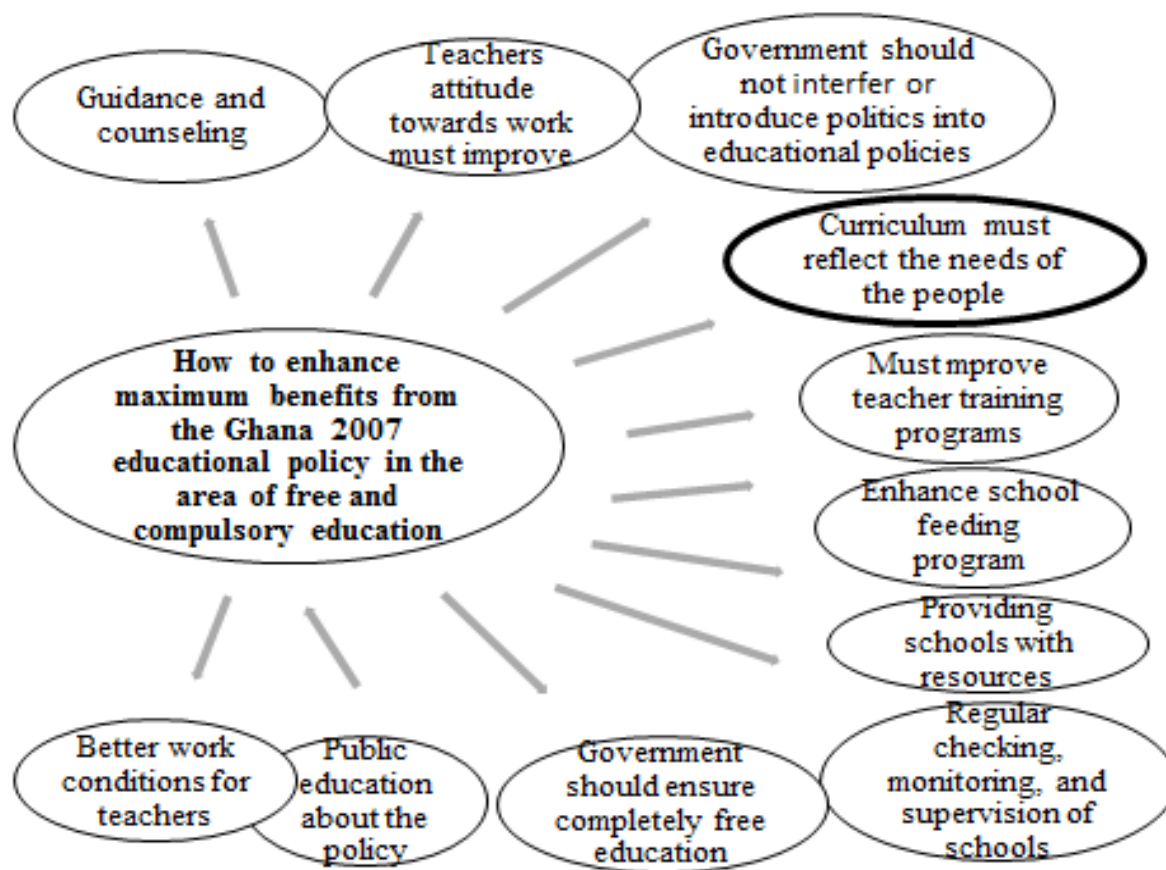 Guidance and
counseling
Teachers
attitude
towards work
must improve
Government should
not interfer or
introduce politics into
educational policies
Curriculum must
reflect the needs of
the people
Must mprove
teacher training
programs
Enhance school
feeding
program
Providing
schools with
resources
Regular
checking,
monitoring, and
supervision of
schools
Government
should ensure
completely free
education
Public
education
about the
policy
Better work
conditions for
teachers
How to enhance
maximum benefits from
the Ghana 2007
educational policy in the
area of free and
compulsory education